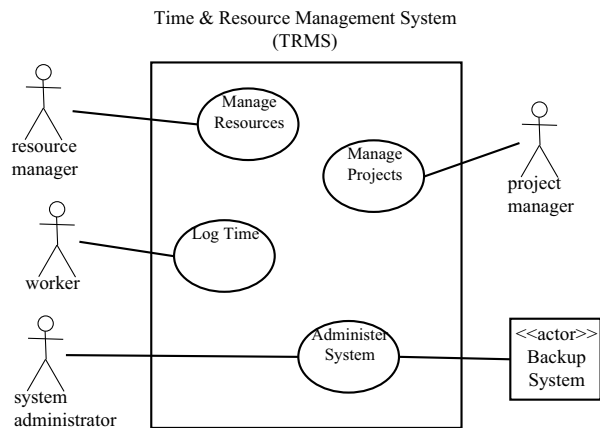 Time & Resource Management System
(TRMS)
Manage
Resources
resource
manager
Manage
Projects
project
manager
Log Time
worker
Administer
System
<<actor>>
Backup
System
system
administrator